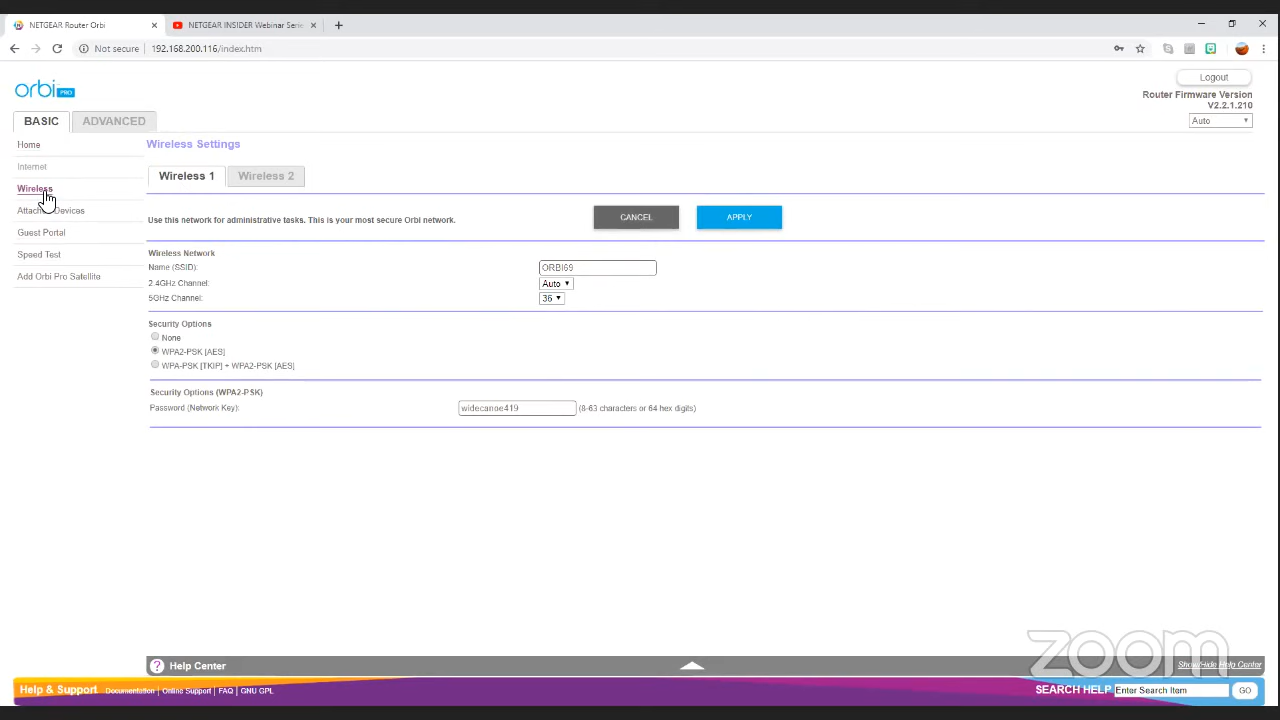 NETGEAR Router Orbi
NETGEAR INSIDER Webinar Serie
Not secure
192.168.200.116/index.htm
orbi PRO
Logout
Router Firmware Version
V2.2.1.210
Auto
BASIC
ADVANCED
Home
Internet
Wireless
Attached Devices
Guest Portal
Speed Test
Add Orbi Pro Satellite
Wireless Settings
Wireless 1
Wireless 2
Use this network for administrative tasks. This is your most secure Orbi network.
CANCEL
APPLY
Wireless Network
Name (SSID): ORBI69
2.4GHz Channel: Auto
5GHz Channel: 36
Security Options
None
WPA2-PSK [AES]
WPA-PSK [TKIP] + WPA2-PSK [AES]
Security Options (WPA2-PSK)
Password (Network Key): widecanoe419 (8-63 characters or 64 hex digits)
? Help Center
Show/Hide Help Center
zoom
Help & Support Documentation | Online Support | FAQ | GNU GPL
SEARCH HELP Enter Search Item GO